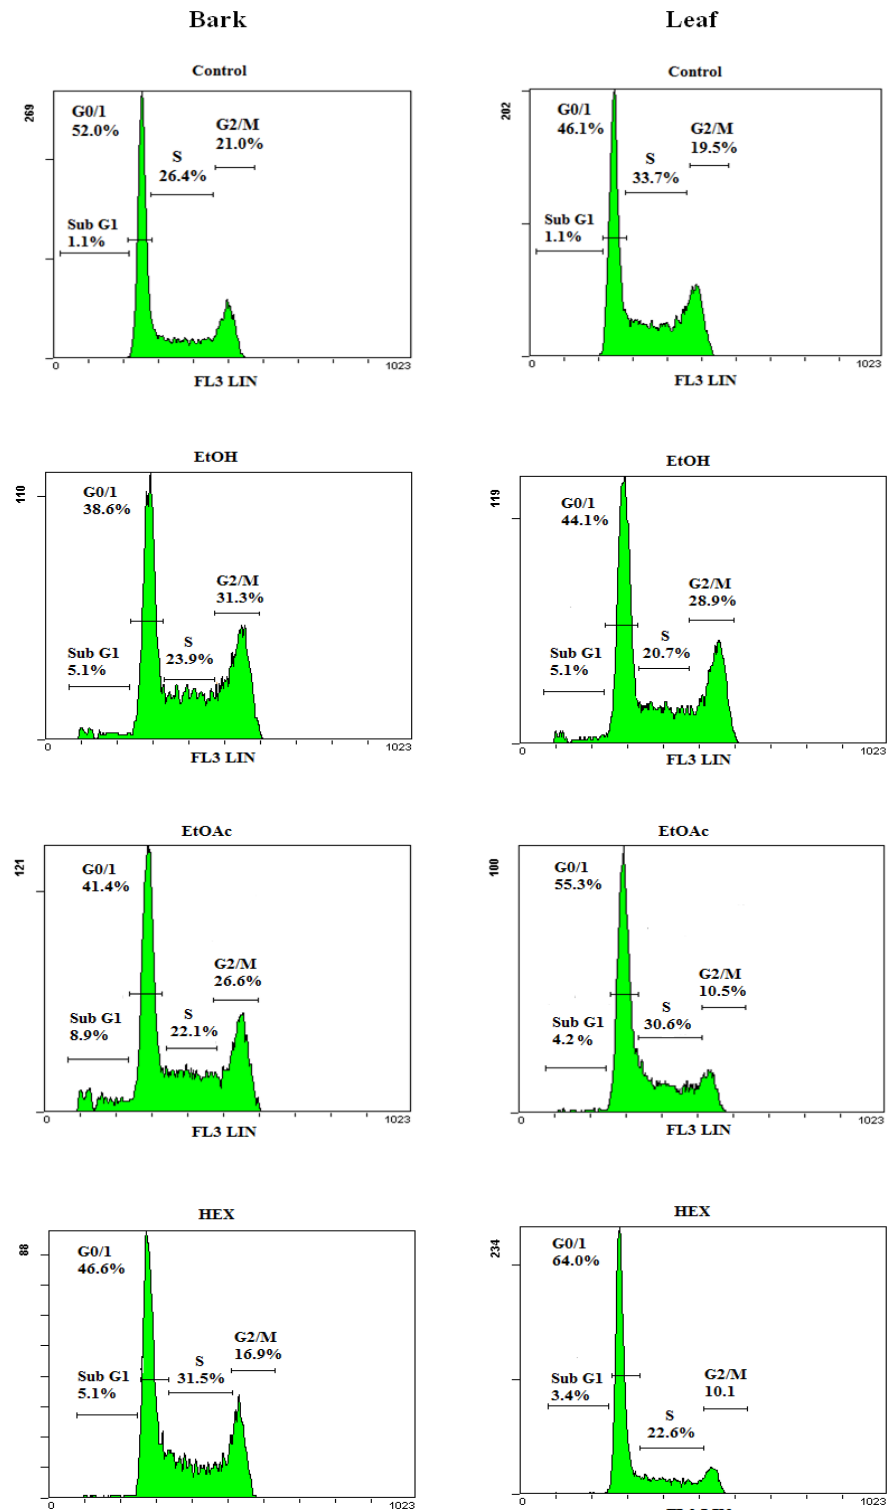 Bark
Leaf
Control
269
G0/1
52.0%
S
26.4%
G2/M
21.0%
Sub G1
1.1%
0
1023
FL3 LIN
Control
202
G0/1
46.1%
S
33.7%
G2/M
19.5%
Sub G1
1.1%
0
1023
FL3 LIN
EtOH
110
G0/1
38.6%
G2/M
31.3%
S
23.9%
Sub G1
5.1%
0
1023
FL3 LIN
EtOH
119
G0/1
44.1%
G2/M
28.9%
S
20.7%
Sub G1
5.1%
0
1023
FL3 LIN
EtOAc
121
G0/1
41.4%
G2/M
26.6%
S
22.1%
Sub G1
8.9%
0
1023
FL3 LIN
EtOAc
100
G0/1
55.3%
G2/M
10.5%
S
30.6%
Sub G1
4.2 %
0
1023
FL3 LIN
HEX
88
G0/1
46.6%
G2/M
16.9%
S
31.5%
Sub G1
5.1%
0
1023
HEX
234
G0/1
64.0%
G2/M
10.1
Sub G1
3.4%
S
22.6%
0
1023